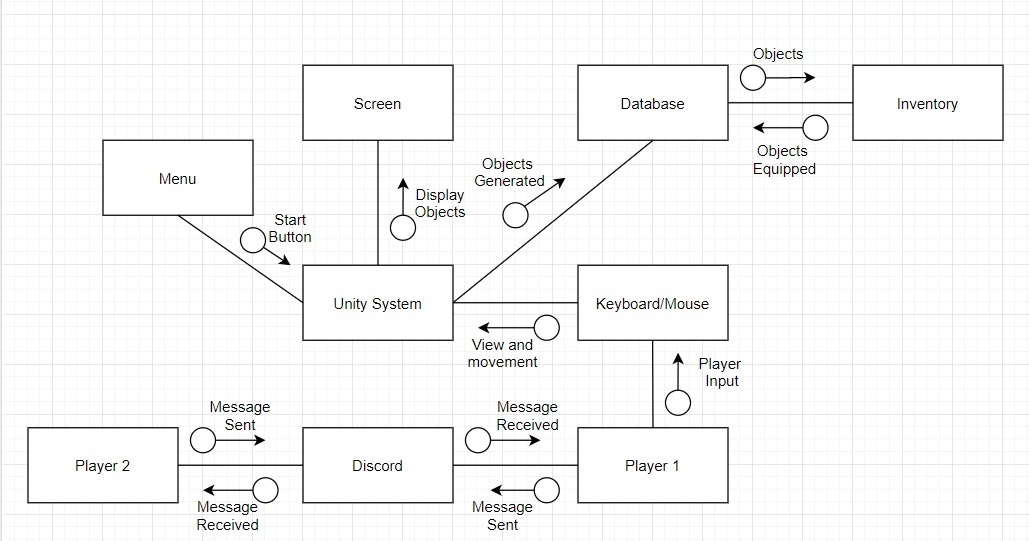 Objects
Screen
Database
Inventory
Menu
Objects
Equipped
Objects
Generated
Display
Objects
Start
Button
Unity System
Keyboard/Mouse
View and
movement
Player
Input
Message
Sent
Message
Received
Player 2
Discord
Player 1
Message
Received
Message
Sent